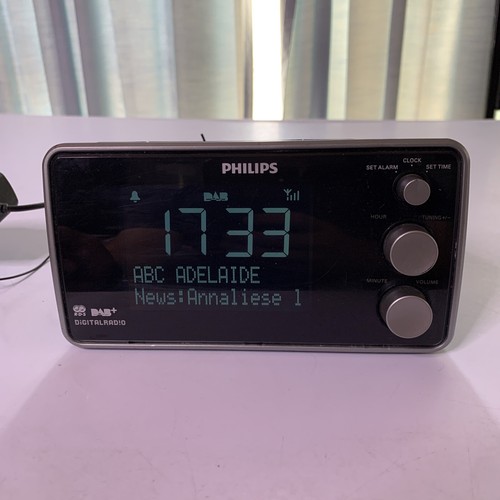 PHILIPS
CLOCK
SET ALARM SET TIME
DAB
HOUR TUNING
17 33
ABC ADELAIDE
News:Annaliese l
MINUTE VOLUME
RDS DAB+
DIGITALRADIO